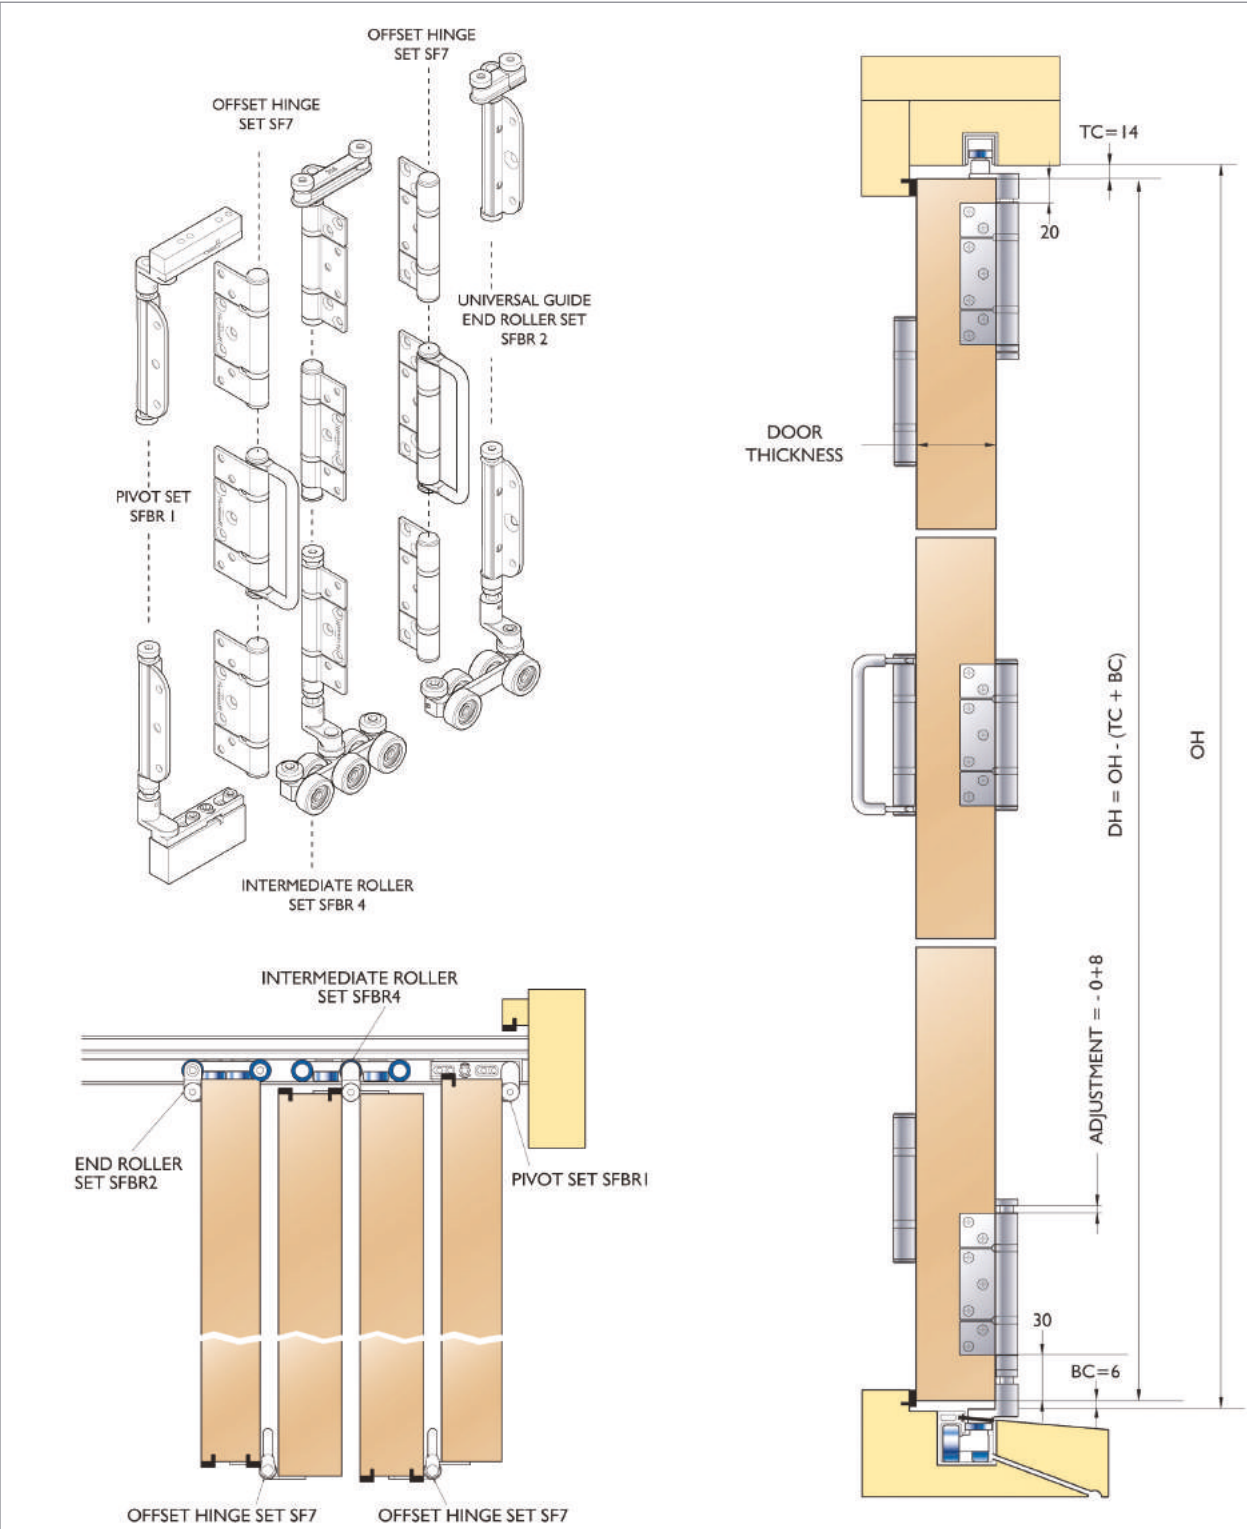 OFFSET HINGE
SET SF7
OFFSET HINGE
SET SF7
UNIVERSAL GUIDE
END ROLLER SET
SFBR 2
PIVOT SET
SFBR 1
INTERMEDIATE ROLLER
SET SFBR 4
INTERMEDIATE ROLLER
SET SFBR4
END ROLLER
SET SFBR2
PIVOT SET SFBR1
OFFSET HINGE SET SF7
OFFSET HINGE SET SF7
TC=14
20
DOOR
THICKNESS
DH = OH - (TC + BC)
OH
ADJUSTMENT = - 0+8
30
BC=6